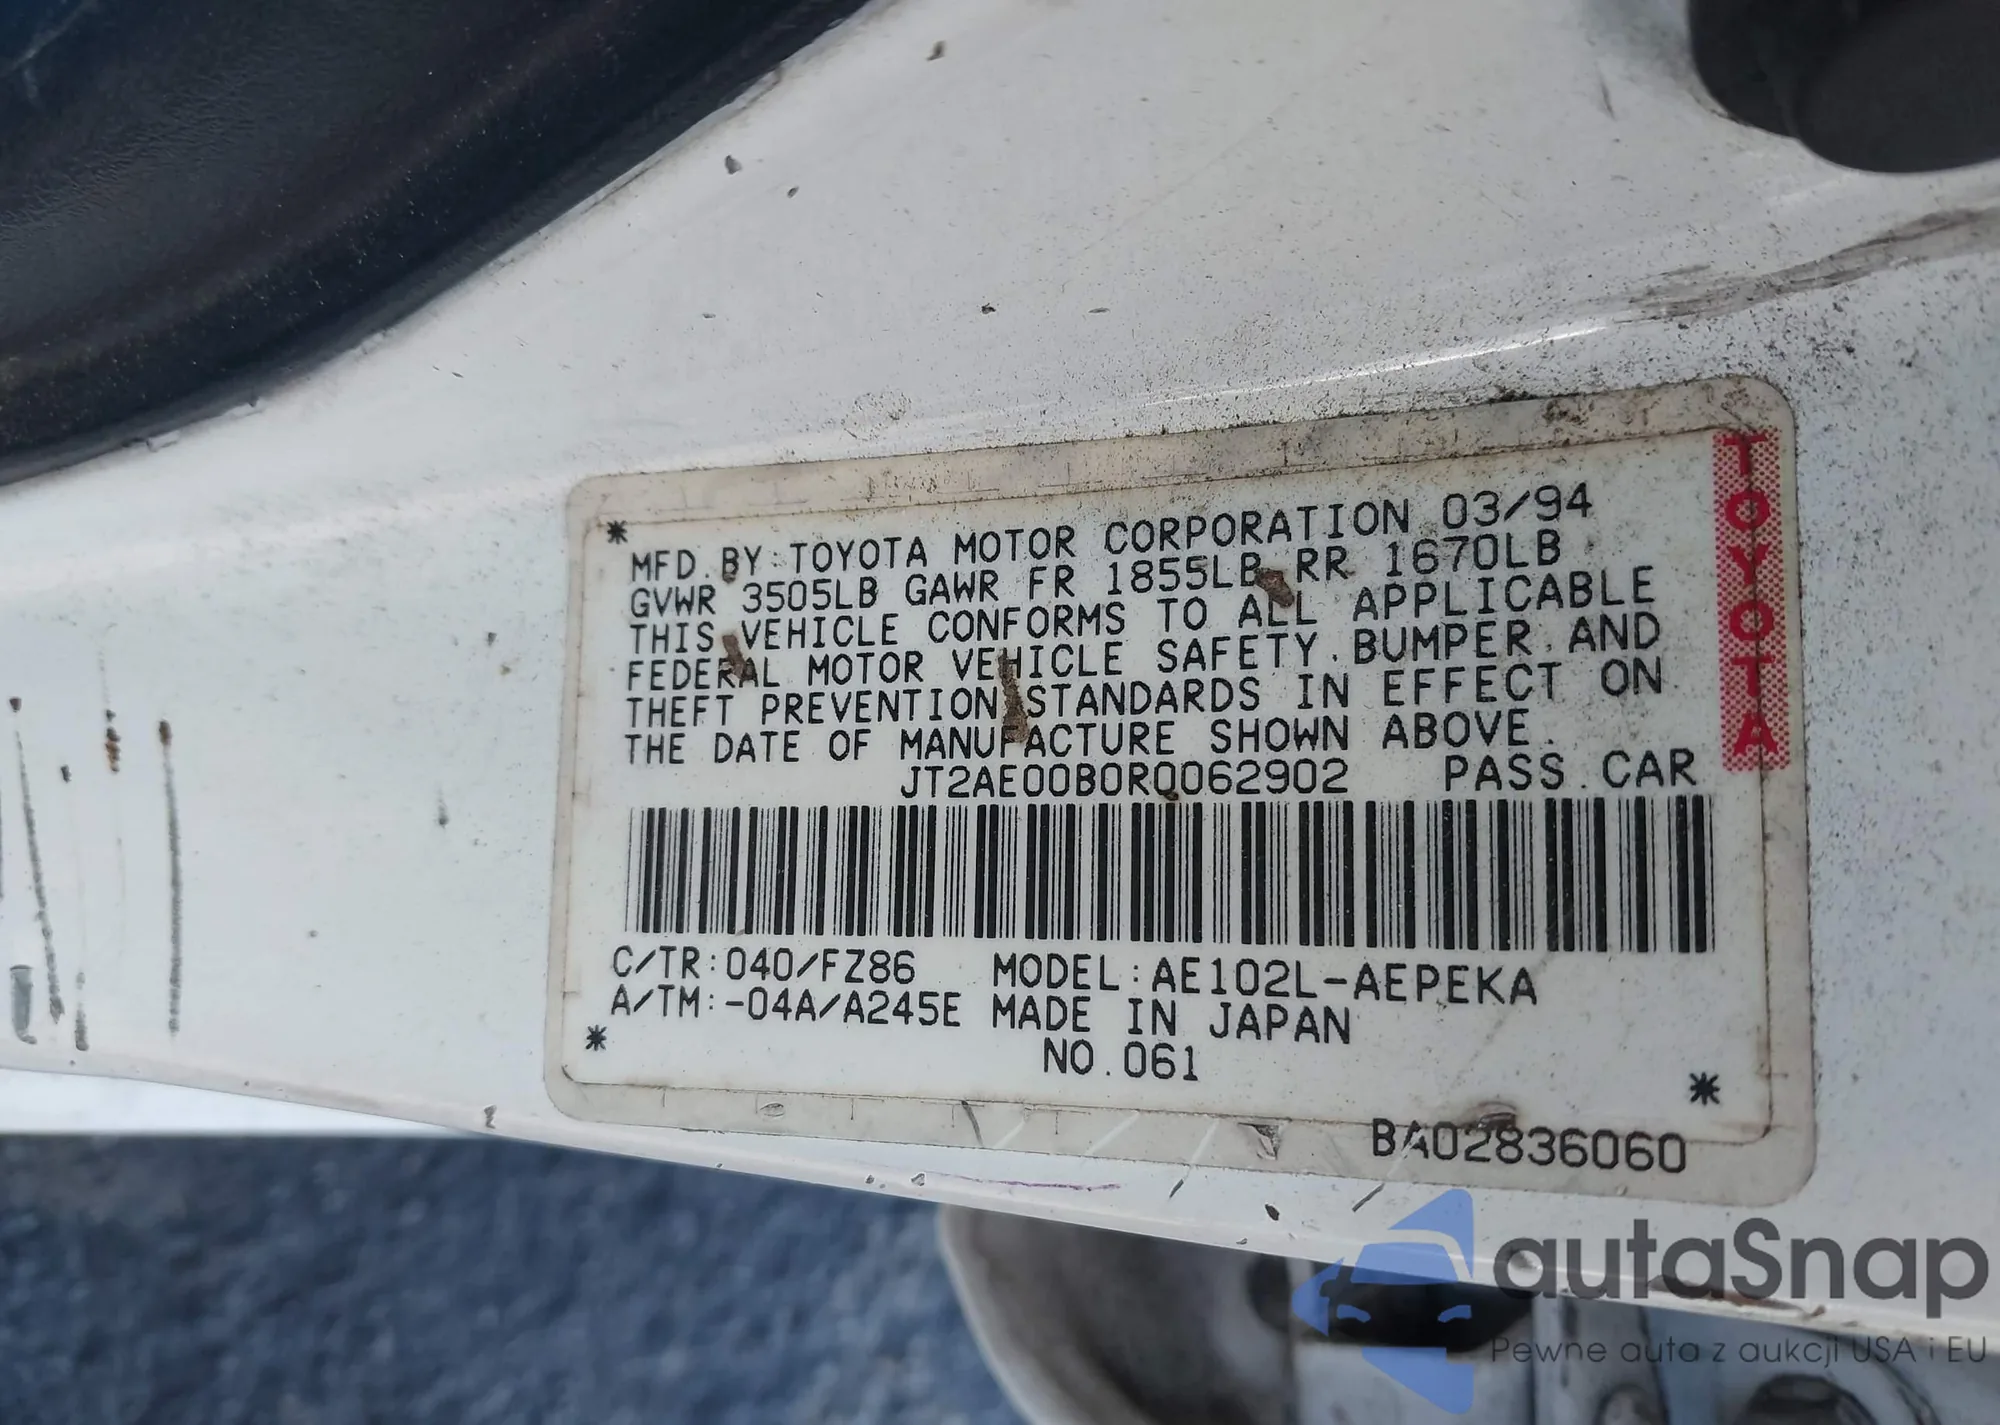 MFD. BY: TOYOTA MOTOR CORPORATION 03/94
GVWR 3505LB GAWR FR 1855LB RR 1670LB
THIS VEHICLE CONFORMS TO ALL APPLICABLE
FEDERAL MOTOR VEHICLE SAFETY, BUMPER, AND
THEFT PREVENTION STANDARDS IN EFFECT ON
THE DATE OF MANUFACTURE SHOWN ABOVE.
JT2AE00B0R0062902 PASS. CAR
C/TR:040/FZ86 MODEL:AE102L-AEPEKA
A/TM:-04A/A245E MADE IN JAPAN
NO.061
BA02836060
TOYOTA
autaSnap
Pewne auta z aukcji USA i EU